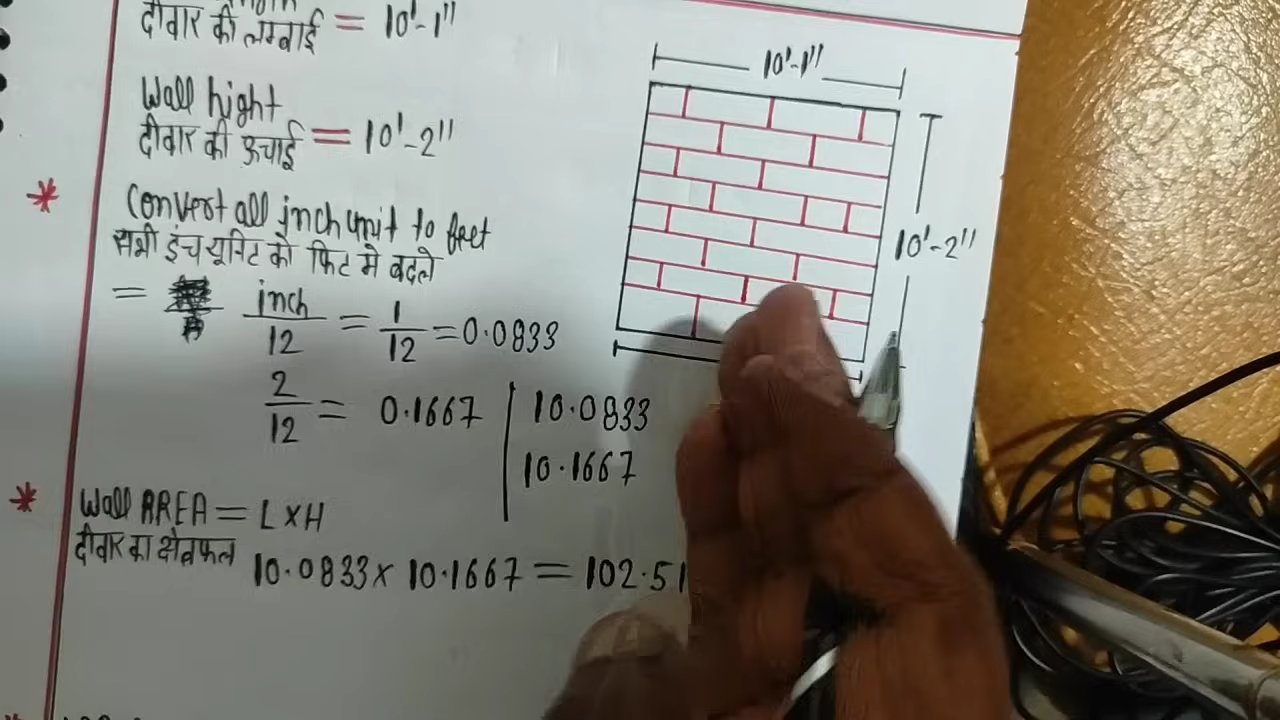 दीवार की लम्बाई = 10'-1"
Wall hight
दीवार की ऊचाई = 10'-2"
* Convert all inch unit to feet
सभी इंच यूनिट को फिट मे बदले
= inch/12 = 1/12 = 0.0833
2/12 = 0.1667 | 10.0833
10.1667
* Wall AREA = L×H
दीवार का क्षेत्रफल
10.0833× 10.1667 = 102.51
10'-1"
10'-2"